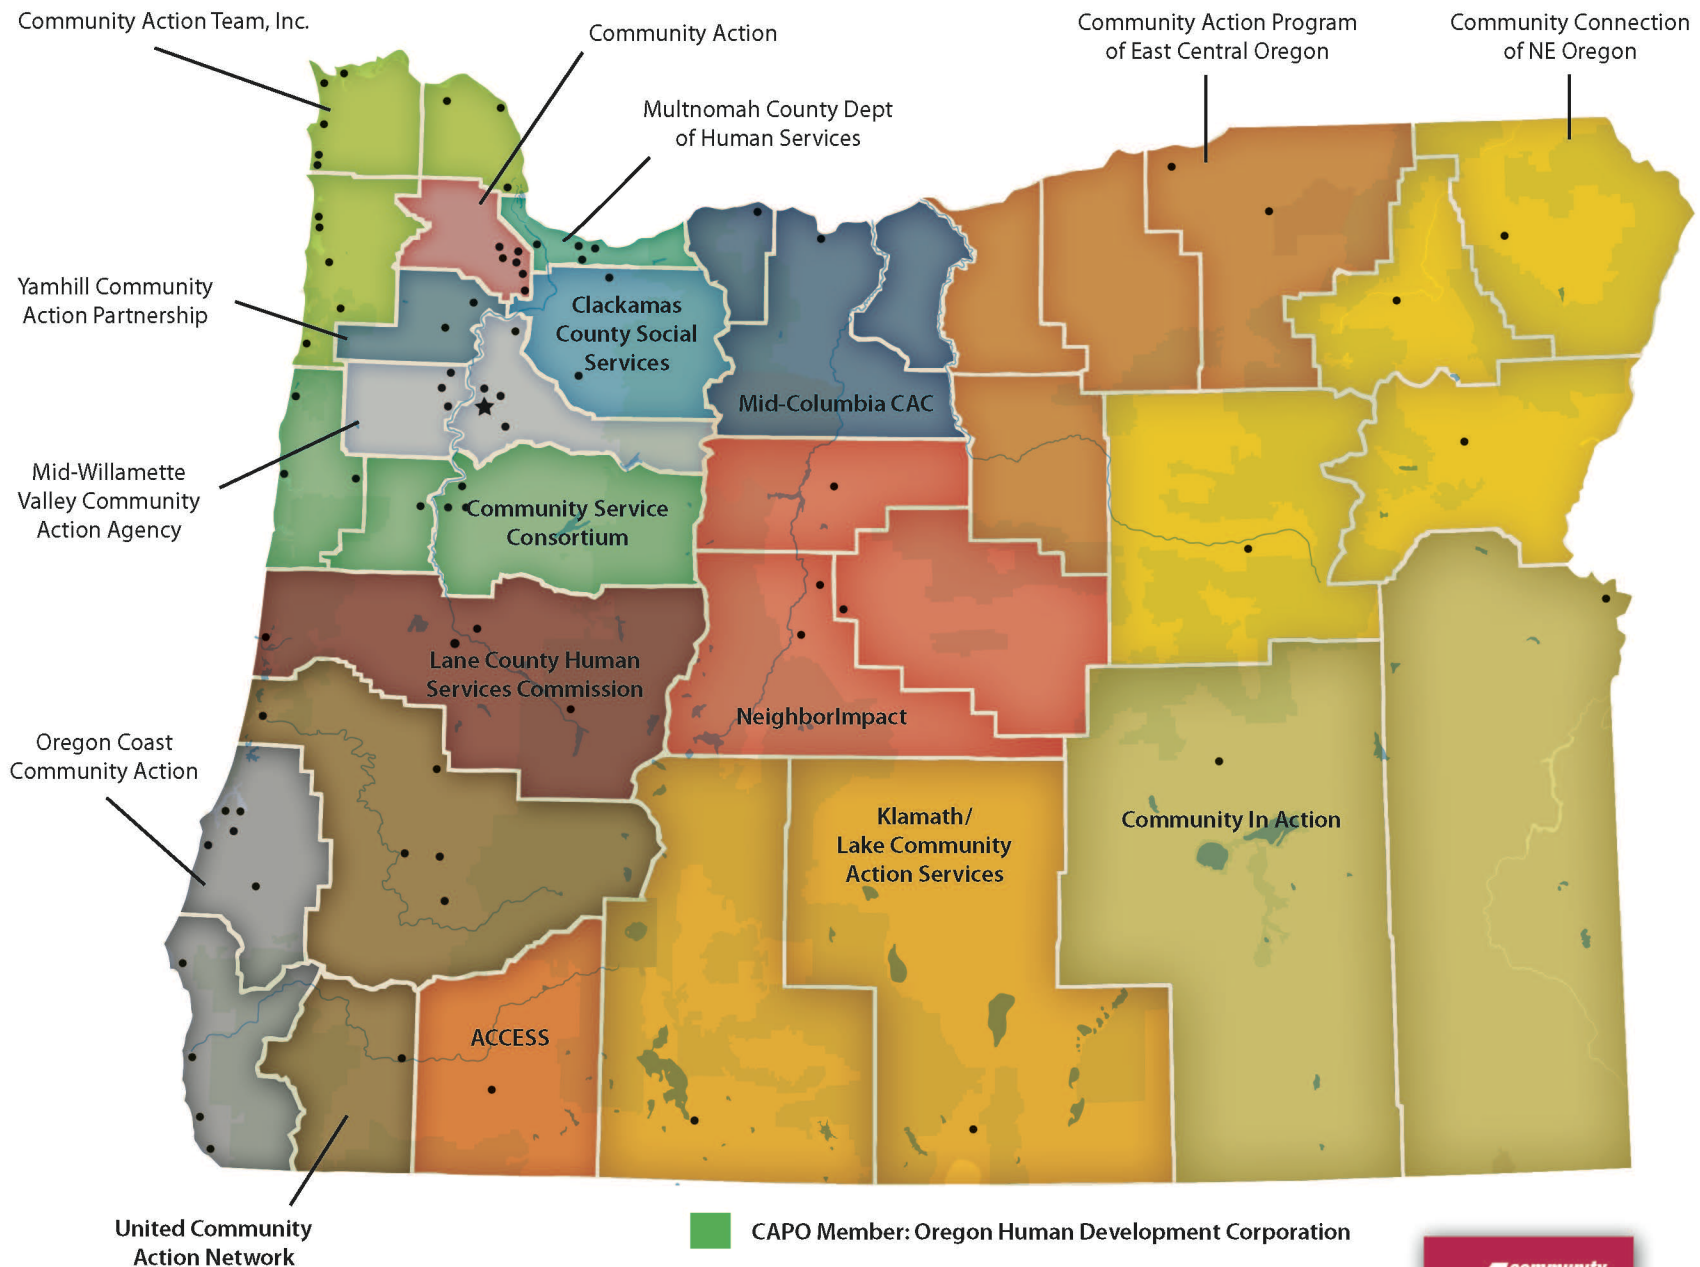 Community Action Team, Inc.
Community Action
Community Action Program
of East Central Oregon
Community Connection
of NE Oregon
Multnomah County Dept
of Human Services
Yamhill Community
Action Partnership
Clackamas
County Social
Services
Mid-Columbia CAC
Mid-Willamette
Valley Community
Action Agency
Community Service
Consortium
Lane County Human
Services Commission
NeighborImpact
Oregon Coast
Community Action
Klamath/
Lake Community
Action Services
Community In Action
ACCESS
United Community
Action Network
CAPO Member: Oregon Human Development Corporation
community